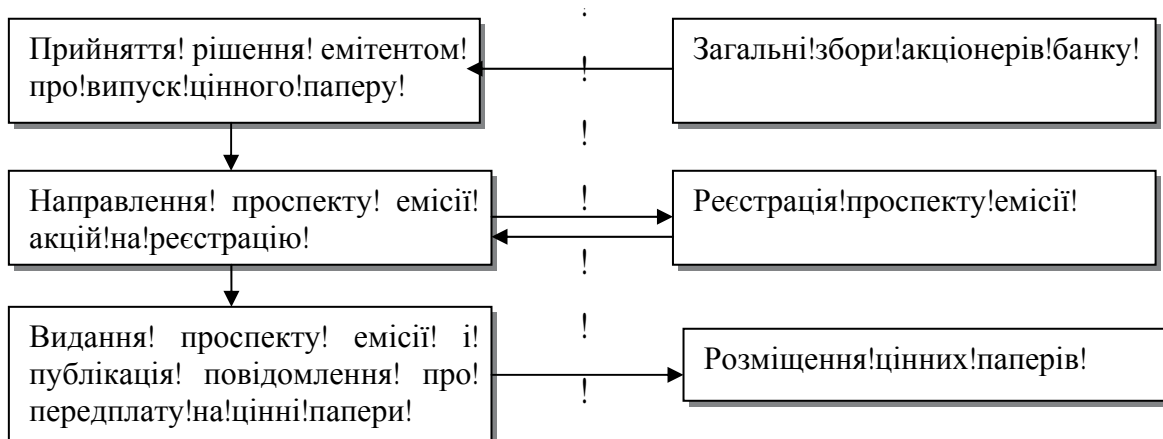 Прийняття! рішення! емітентом!
про!випуск!цінного!паперу!
Загальні!збори!акціонерів!банку!
!
!
Направлення! проспекту! емісії!
акцій!на!реєстрацію!
!
Реєстрація!проспекту!емісії!
!
Видання! проспекту! емісії! і!
публікація! повідомлення! про!
передплату!на!цінні!папери!
!
!
Розміщення!цінних!паперів!